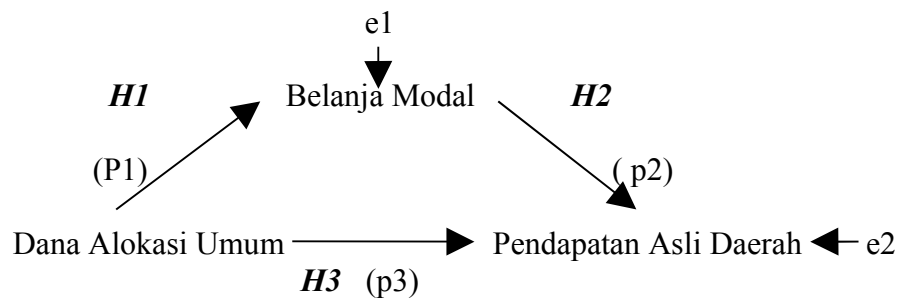 e1
H1 Belanja Modal H2
(P1) ( p2)
Dana Alokasi Umum Pendapatan Asli Daerah e2
H3 (p3)